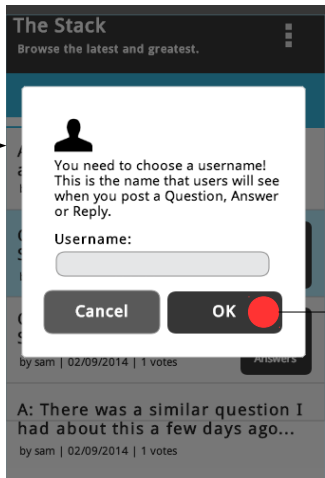 The Stack
Browse the latest and greatest.
You need to choose a username!
This is the name that users will see
when you post a Question, Answer
or Reply.
Username:
Cancel
OK
Answers
by sam | 02/09/2014 | 1 votes
A: There was a similar question I
had about this a few days ago...
by sam | 02/09/2014 | 1 votes